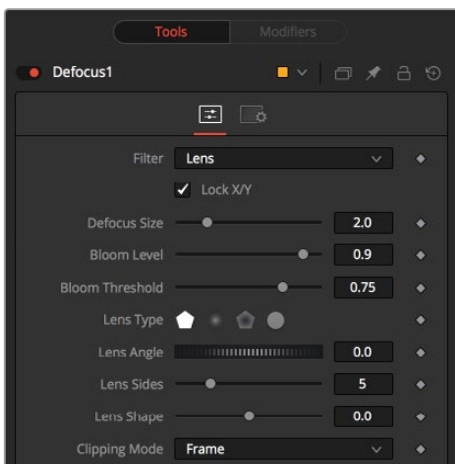 Tools Modifiers
Defocus1
Filter Lens
Lock X/Y
Defocus Size 2.0
Bloom Level 0.9
Bloom Threshold 0.75
Lens Type
Lens Angle 0.0
Lens Sides 5
Lens Shape 0.0
Clipping Mode Frame